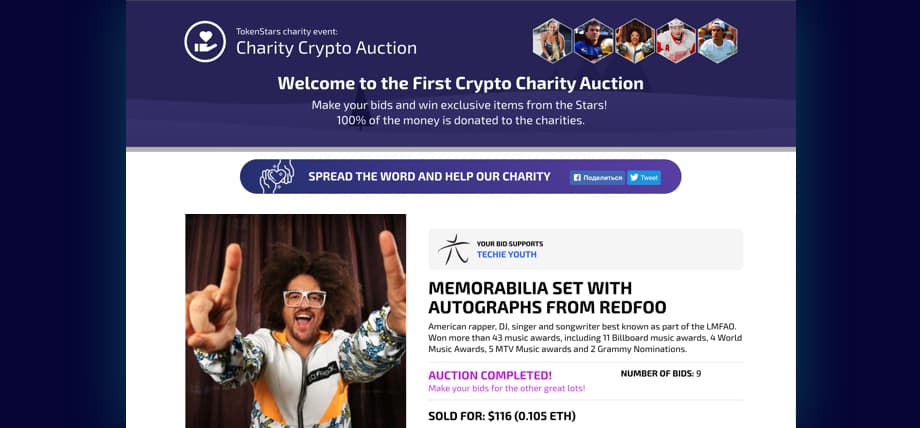 TokenStars charity event:
Charity Crypto Auction
Welcome to the First Crypto Charity Auction
Make your bids and win exclusive items from the Stars!
100% of the money is donated to the charities.
SPREAD THE WORD AND HELP OUR CHARITY
Поделиться
Tweet
YOUR BID SUPPORTS
TECHIE YOUTH
MEMORABILIA SET WITH
AUTOGRAPHS FROM REDFOO
American rapper, DJ, singer and songwriter best known as part of the LMFAO.
Won more than 43 music awards, including 11 Billboard music awards, 4 World
Music Awards, 5 MTV Music awards and 2 Grammy Nominations.
AUCTION COMPLETED!
Make your bids for the other great lots!
NUMBER OF BIDS: 9
SOLD FOR: $116 (0.105 ETH)